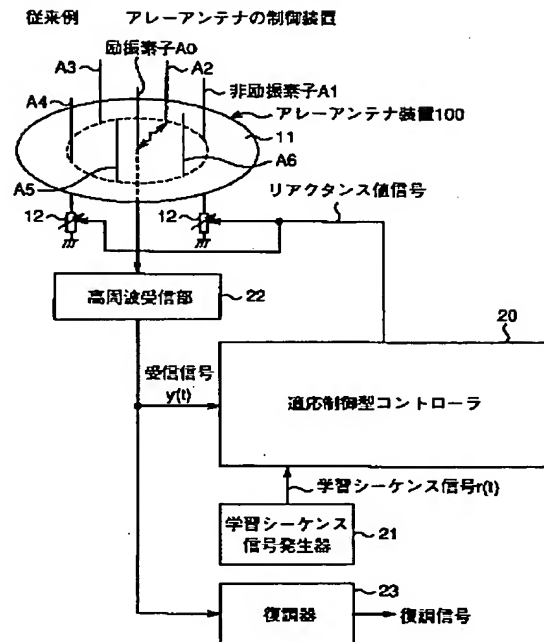 従来例 アレーアンテナの制御装置
励振素子A0
A3
A2
A4
非励振素子A1
アレーアンテナ装置100
11
A5
A6
12
12
リアクタンス値信号
高周波受信部
22
20
受信信号
y(t)
適応制御型コントローラ
学習シーケンス信号r(t)
学習シーケンス
信号発生器
21
23
復調器
復調信号